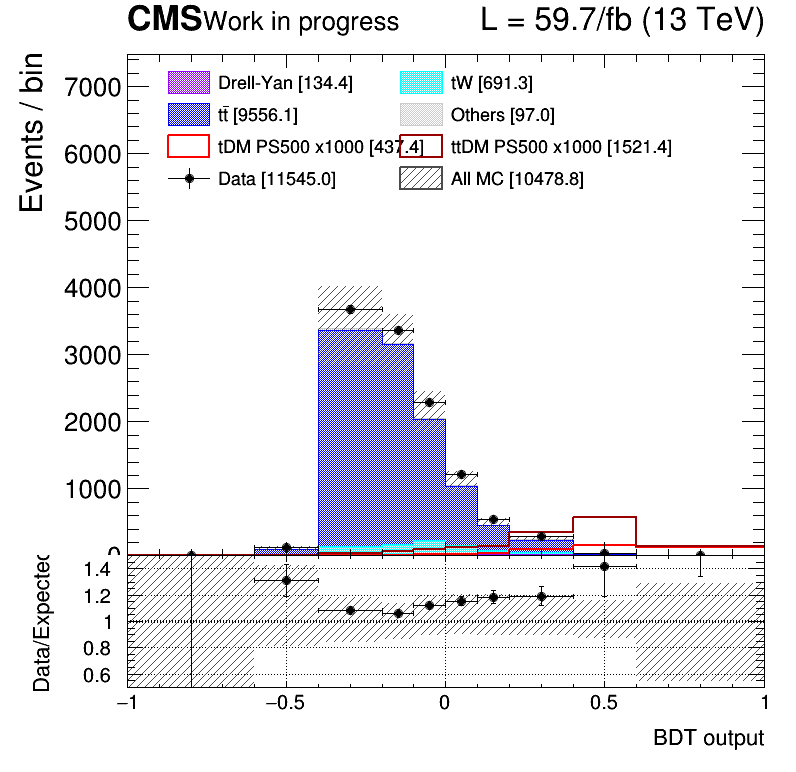 CMS Work in progress L = 59.7/fb (13 TeV)
Events / bin
7000
6000
5000
4000
3000
2000
1000
0
Drell-Yan [134.4] tW [691.3]
tt̄ [9556.1] Others [97.0]
tDM PS500 x1000 [437.4] ttDM PS500 x1000 [1521.4]
Data [11545.0] All MC [10478.8]
Data/Expected
1.4
1.2
1
0.8
0.6
−1 −0.5 0 0.5 1
BDT output